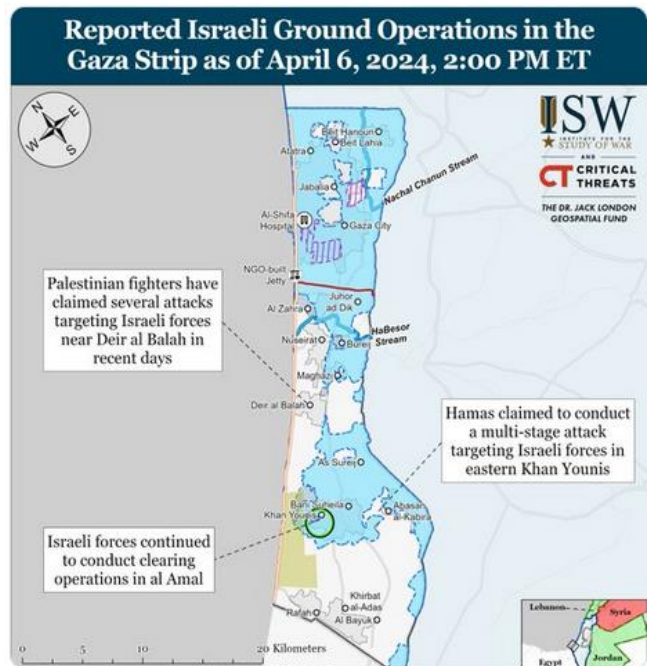 Reported Israeli Ground Operations in the
Gaza Strip as of April 6, 2024, 2:00 PM ET
N
E
W
S
ISW
INSTITUTE FOR THE
STUDY OF WAR
AND
CT CRITICAL
THREATS
THE DR. JACK LONDON
GEOSPATIAL FUND
Beit Hanoun
Beit Lahia
Alatra
Jabalia
Nachal Chanun Stream
Al-Shifa
Hospital
Gaza City
NGO-built
Jetty
Palestinian fighters have
claimed several attacks
targeting Israeli forces
near Deir al Balah in
recent days
Juhor
ad Dik
Al Zahra
HaBesor
Stream
Nuseirat
Bureij
Maghazi
Deir al Balah
Hamas claimed to conduct
a multi-stage attack
targeting Israeli forces in
eastern Khan Younis
As Sureij
Bani Suheila
Khan Younis
Abasan
al-Kabira
Israeli forces continued
to conduct clearing
operations in al Amal
Khirbat
al-Adas
Rafah
Al Bayuk
0 5 10 20 Kilometers
Lebanon
Syria
Egypt
Jordan